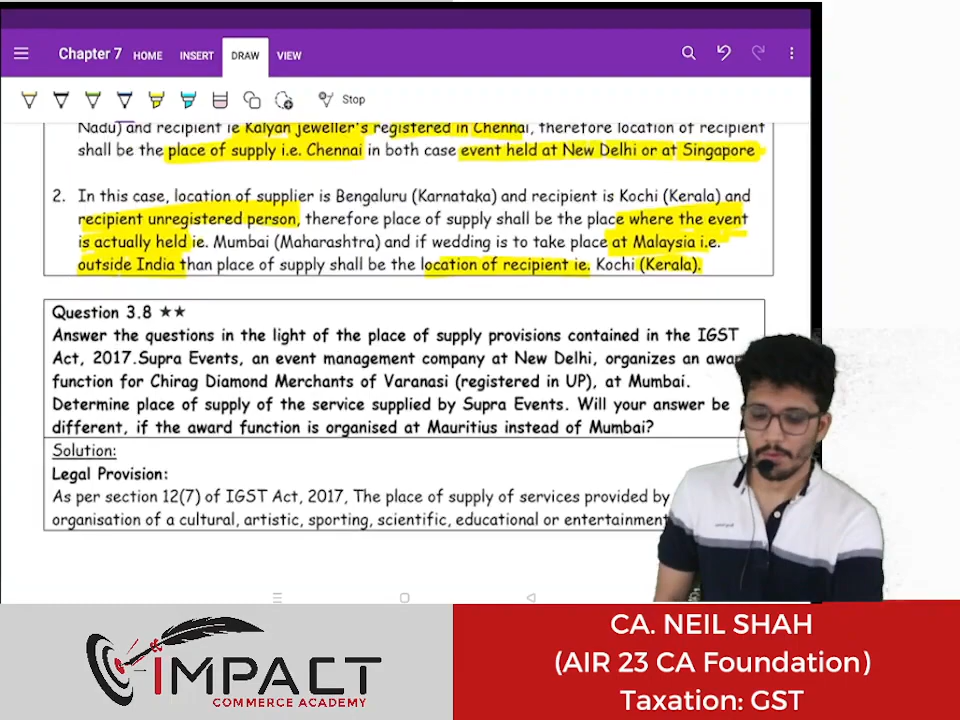 Chapter 7 HOME INSERT DRAW VIEW
Stop
Nadu) and recipient ie Kalyan jeweller's registered in Chennai, therefore location of recipient
shall be the place of supply i.e. Chennai in both case event held at New Delhi or at Singapore
2. In this case, location of supplier is Bengaluru (Karnataka) and recipient is Kochi (Kerala) and
recipient unregistered person, therefore place of supply shall be the place where the event
is actually held ie. Mumbai (Maharashtra) and if wedding is to take place at Malaysia i.e.
outside India than place of supply shall be the location of recipient ie. Kochi (Kerala).
Question 3.8 ★★
Answer the questions in the light of the place of supply provisions contained in the IGST
Act, 2017.Supra Events, an event management company at New Delhi, organizes an
function for Chirag Diamond Merchants of Varanasi (registered in UP), at Mumbai.
Determine place of supply of the service supplied by Supra Events. Will your answer be
different, if the award function is organised at Mauritius instead of Mumbai?
Solution:
Legal Provision:
As per section 12(7) of IGST Act, 2017, The place of supply of services provided by
organisation of a cultural, artistic, sporting, scientific, educational or entertainment
IMPACT
COMMERCE ACADEMY
CA. NEIL SHAH
(AIR 23 CA Foundation)
Taxation: GST